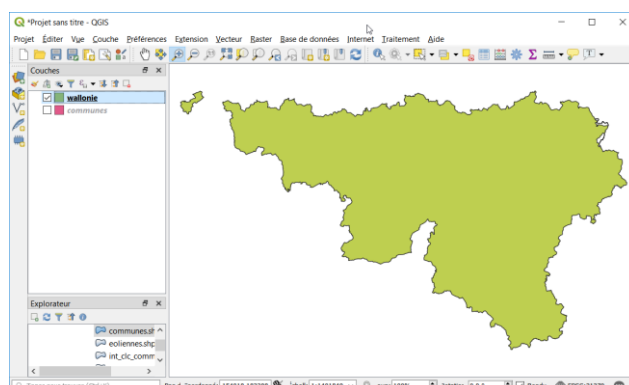 *Projet sans titre - QGIS
Projet Éditer Vue Couche Préférences Extension Vecteur Raster Base de données Internet Traitement Aide
Couches
wallonie
communes
Explorateur
communes.sh
eoliennes.shp
int_clc_comm
100%